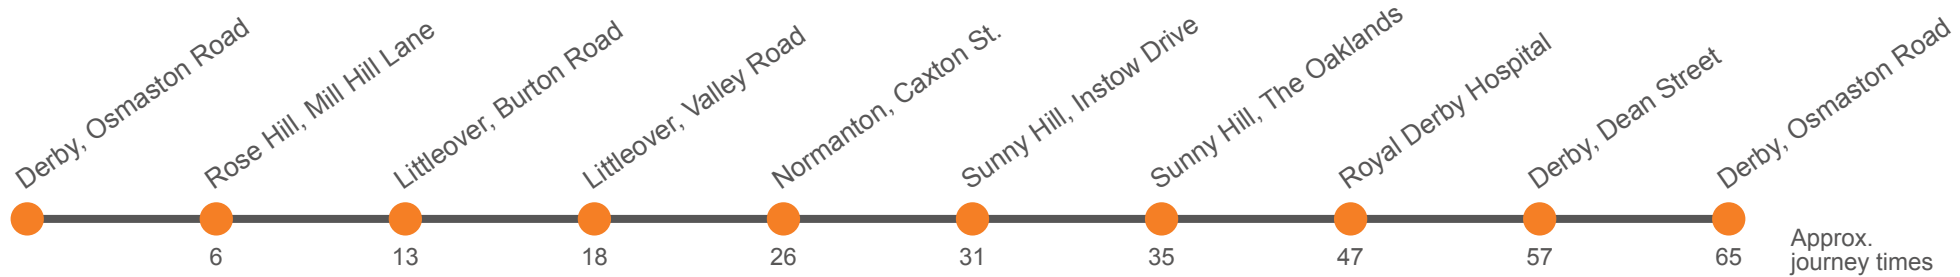 Derby, Osmaston Road
Rose Hill, Mill Hill Lane
Littleover, Burton Road
Littleover, Valley Road
Normanton, Caxton St.
Sunny Hill, Instow Drive
Sunny Hill, The Oaklands
Royal Derby Hospital
Derby, Dean Street
Derby, Osmaston Road
6 13 18 26 31 35 47 57 65
Approx.
journey times